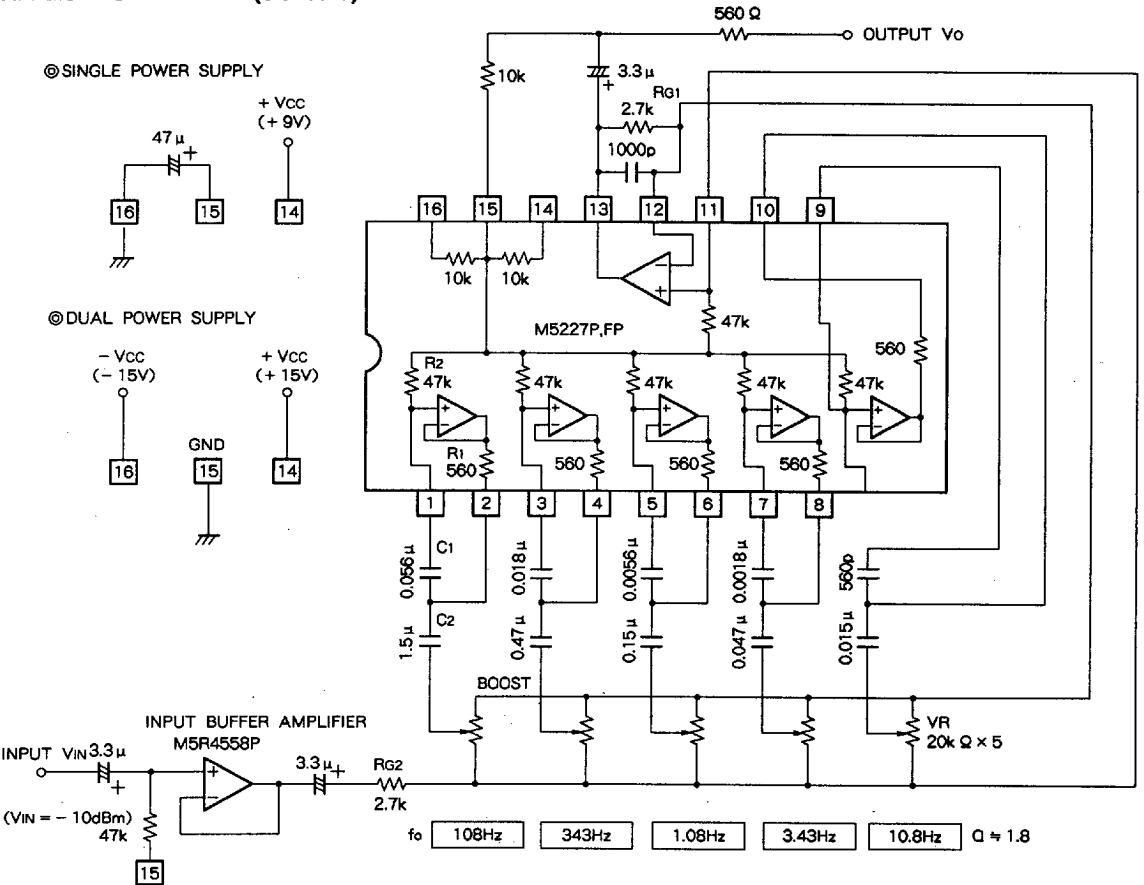 560 Ω
OUTPUT Vo
◎SINGLE POWER SUPPLY
10k
3.3μ
+
RG1
2.7k
1000p
+ Vcc
(+ 9V)
47μ
+
16
15
14
16
15
14
13
12
11
10
9
10k
10k
−
+
47k
M5227P,FP
560
◎DUAL POWER SUPPLY
− Vcc
(− 15V)
+ Vcc
(+ 15V)
GND
16
15
14
R2
47k
47k
47k
47k
47k
+
−
+
−
+
−
+
−
+
−
R1
560
560
560
560
1
2
3
4
5
6
7
8
C1
0.056μ
0.018μ
0.0056μ
0.0018μ
560p
C2
1.5μ
0.47μ
0.15μ
0.047μ
0.015μ
BOOST
VR
20k Ω × 5
INPUT BUFFER AMPLIFIER
M5R4558P
INPUT VIN
3.3μ
+
+
−
3.3μ
+
RG2
2.7k
(VIN = − 10dBm)
47k
15
fo 108Hz 343Hz 1.08Hz 3.43Hz 10.8Hz Q ≒ 1.8